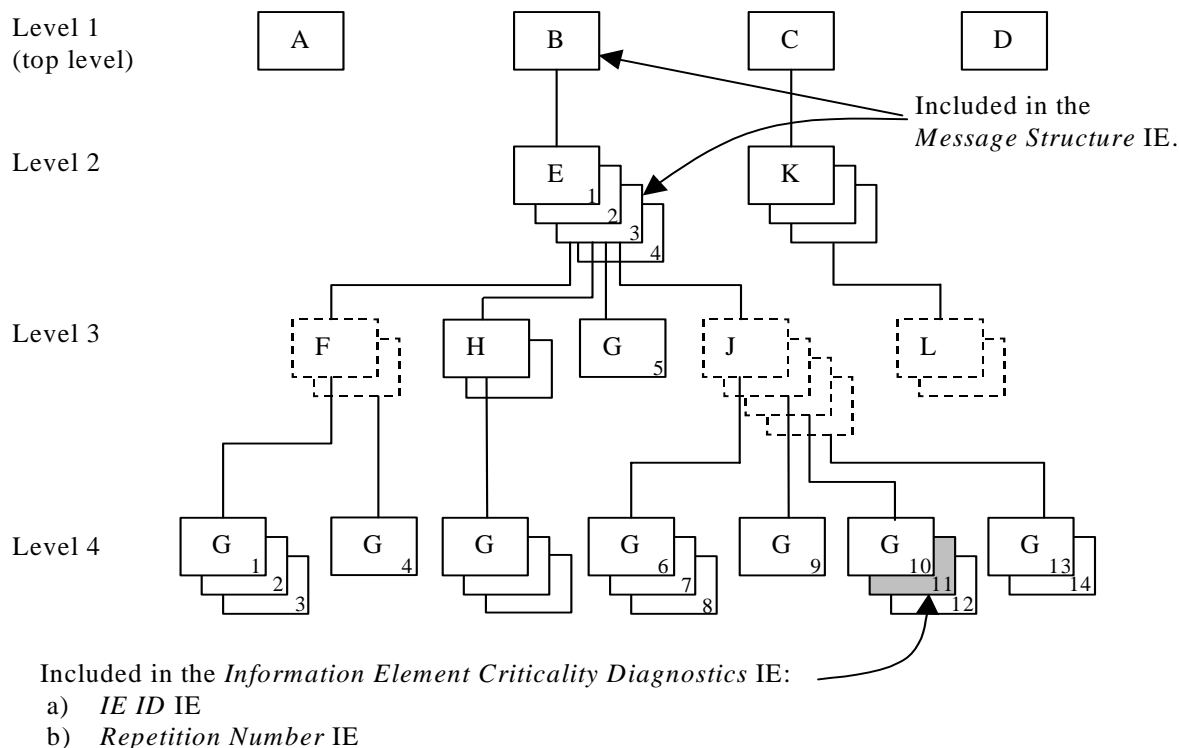 Level 1
(top level)
A
B
C
D
Included in the
Message Structure IE.
Level 2
E
1
2
3
4
K
Level 3
F
H
G
5
J
L
Level 4
G
1
2
3
G
4
G
G
6
7
8
G
9
G
10
11
12
G
13
14
Included in the Information Element Criticality Diagnostics IE:
a) IE ID IE
b) Repetition Number IE